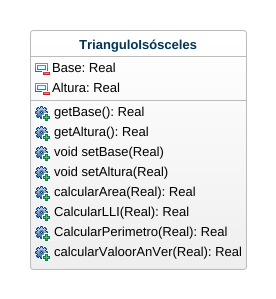 TrianguloIsósceles
Base: Real
Altura: Real
getBase(): Real
getAltura(): Real
void setBase(Real)
void setAltura(Real)
calcularArea(Real): Real
CalcularLLI(Real): Real
CalcularPerimetro(Real): Real
calcularValoorAnVer(Real): Real